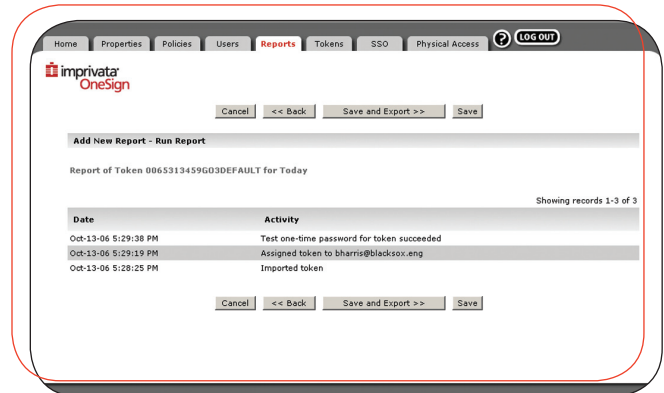 Home Properties Policies Users Reports Tokens SSO Physical Access ? LOG OUT
imprivata
OneSign
Cancel << Back Save and Export >> Save
Add New Report - Run Report
Report of Token 0065313459GO3DEFAULT for Today
Showing records 1-3 of 3
Date Activity
Oct-13-06 5:29:38 PM Test one-time password for token succeeded
Oct-13-06 5:29:19 PM Assigned token to bharris@blacksox.eng
Oct-13-06 5:28:25 PM Imported token
Cancel << Back Save and Export >> Save